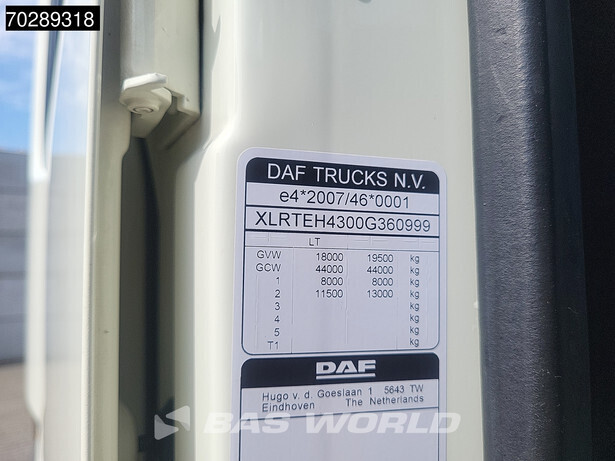 70289318
DAF TRUCKS N.V.
e4*2007/46*0001
XLRTEH4300G360999
LT
GVW 18000 19500 kg
GCW 44000 44000 kg
1 8000 8000 kg
2 11500 13000 kg
3 kg
4 kg
5 kg
T1 kg
DAF
Hugo v. d. Goeslaan 1 5643 TW
Eindhoven The Netherlands
BAS WORLD